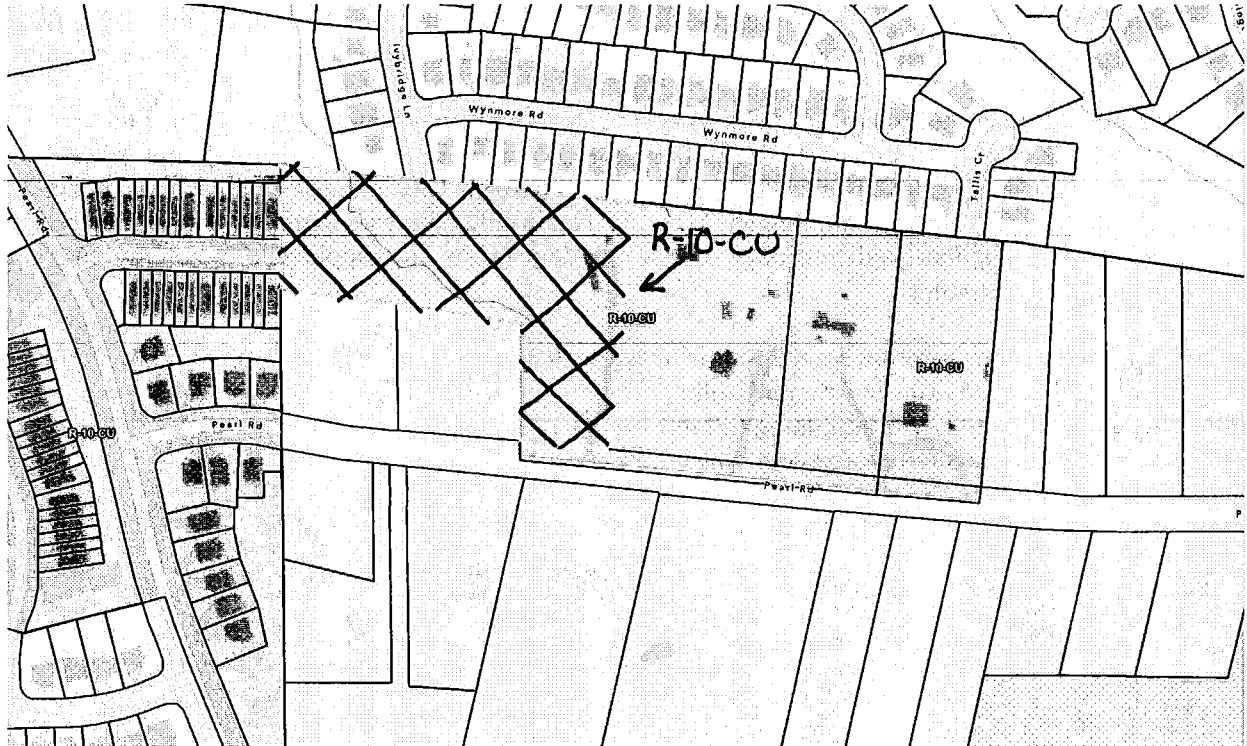 Ivybridge Ln
Wynmore Rd
Wynmore Rd
Tallis Ct
Pearl Rd
R-10-CU
R-10-CU
R-10-CU
R-10-CU
Pearl Rd
Pearl Rd
P